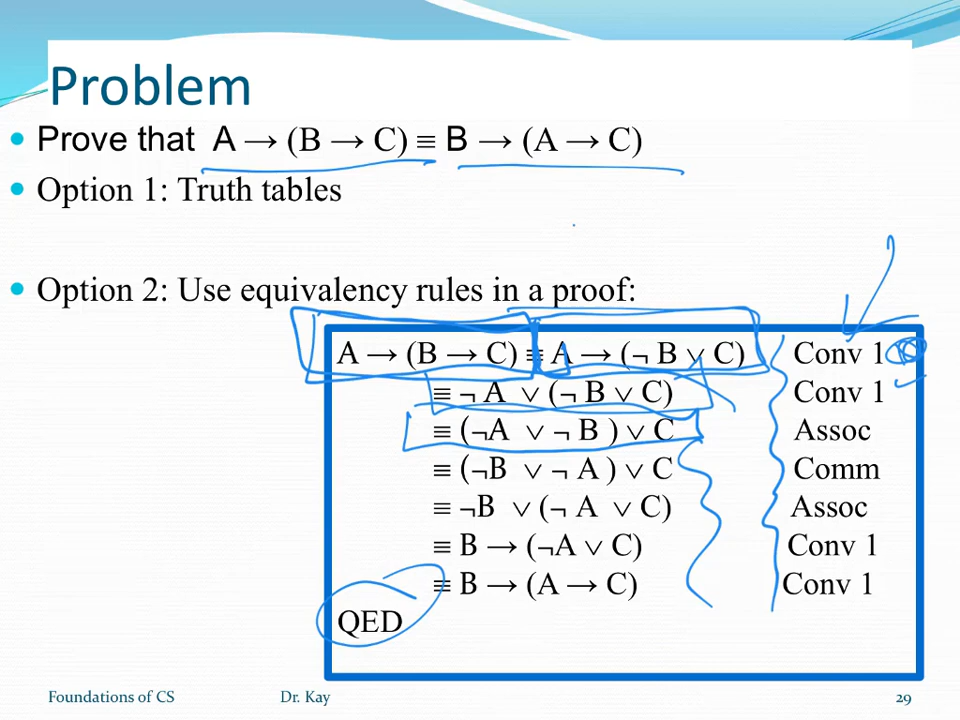 Problem
• Prove that A → (B → C) ≡ B → (A → C)
• Option 1: Truth tables
• Option 2: Use equivalency rules in a proof:
A → (B → C) ≡ A → (¬ B ∨ C) Conv 1
≡ ¬ A ∨ (¬ B ∨ C) Conv 1
≡ (¬A ∨ ¬ B ) ∨ C Assoc
≡ (¬B ∨ ¬ A ) ∨ C Comm
≡ ¬B ∨ (¬ A ∨ C) Assoc
≡ B → (¬A ∨ C) Conv 1
≡ B → (A → C) Conv 1
QED
Foundations of CS Dr. Kay 29